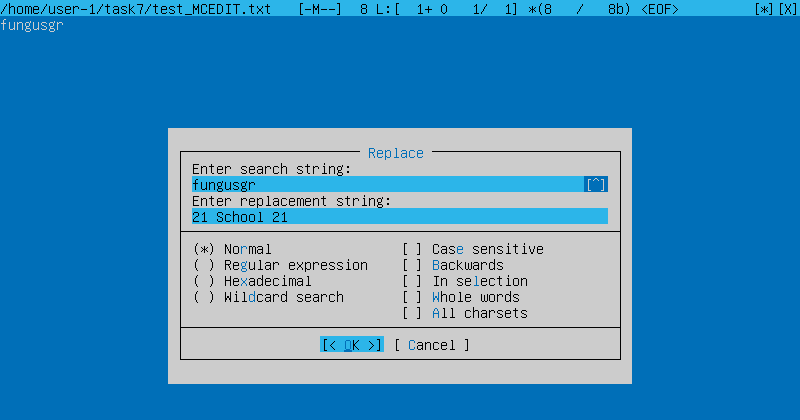 /home/user-1/task7/test_MCEDIT.txt [-M--] 8 L:[ 1+ 0 1/ 1] *(8 / 8b) <EOF> [*][X]
fungusgr
Replace
Enter search string:
fungusgr [^]
Enter replacement string:
21 School 21
(*) Normal [ ] Case sensitive
( ) Regular expression [ ] Backwards
( ) Hexadecimal [ ] In selection
( ) Wildcard search [ ] Whole words
[ ] All charsets
[< OK >] [ Cancel ]